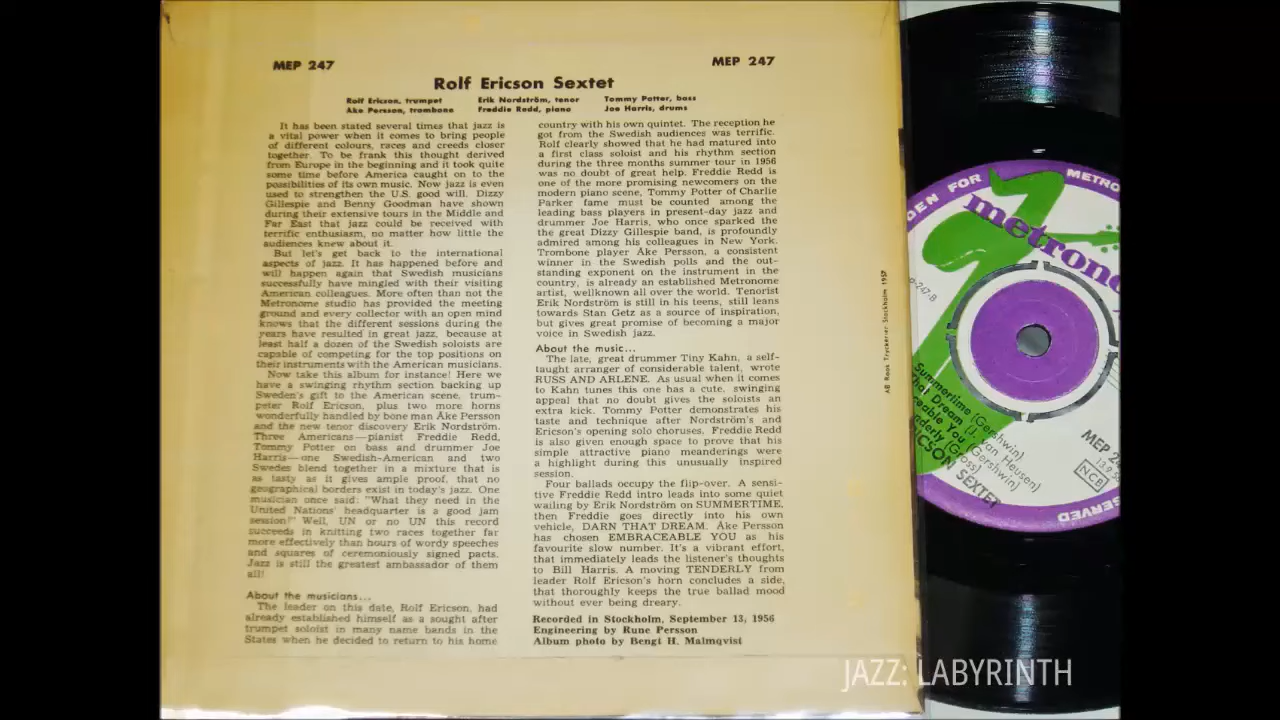 MEP 247
MEP 247
Rolf Ericson Sextet
Rolf Ericson, trumpet
Åke Persson, trombone
Erik Nordström, tenor
Freddie Redd, piano
Tommy Potter, bass
Joe Harris, drums
It has been stated several times that jazz is
a vital power when it comes to bring people
of different colours, races and creeds closer
together. To be frank this thought derived
from Europe in the beginning and it took quite
some time before America caught on to the
possibilities of its own music. Now jazz is even
used to strengthen the U.S. good will. Dizzy
Gillespie and Benny Goodman have shown
during their extensive tours in the Middle and
Far East that jazz could be received with
terrific enthusiasm, no matter how little the
audiences knew about it.
But let's get back to the international
aspects of jazz. It has happened before and
will happen again that Swedish musicians
successfully have mingled with their visiting
American colleagues. More often than not the
Metronome studio has provided the meeting
ground and every collector with an open mind
knows that the different sessions during the
years have resulted in great jazz, because at
least half a dozen of the Swedish soloists are
capable of competing for the top positions on
their instruments with the American musicians.
Now take this album for instance! Here we
have a swinging rhythm section backing up
Sweden's gift to the American scene, trum-
peter Rolf Ericson, plus two more horns
wonderfully handled by bone man Åke Persson
and the new tenor discovery Erik Nordström.
Three Americans—pianist Freddie Redd,
Tommy Potter on bass and drummer Joe
Harris—one Swedish-American and two
Swedes blend together in a mixture that is
as tasty as it gives ample proof, that no
geographical borders exist in today's jazz. One
musician once said: "What they need in the
United Nations' headquarter is a good jam
session!" Well, UN or no UN this record
succeeds in knitting two races together far
more effectively than hours of wordy speeches
and squares of ceremoniously signed pacts.
Jazz is still the greatest ambassador of them
all!
About the musicians...
The leader on this date, Rolf Ericson, had
already established himself as a sought after
trumpet soloist in many name bands in the
States when he decided to return to his home
country with his own quintet. The reception he
got from the Swedish audiences was terrific.
Rolf clearly showed that he had matured into
a first class soloist and his rhythm section
during the three months summer tour in 1956
was no doubt of great help. Freddie Redd is
one of the more promising newcomers on the
modern piano scene, Tommy Potter of Charlie
Parker fame must be counted among the
leading bass players in present-day jazz and
drummer Joe Harris, who once sparked the
the great Dizzy Gillespie band, is profoundly
admired among his colleagues in New York.
Trombone player Åke Persson, a consistent
winner in the Swedish polls and the out-
standing exponent on the instrument in the
country, is already an established Metronome
artist, wellknown all over the world. Tenorist
Erik Nordström is still in his teens, still leans
towards Stan Getz as a source of inspiration,
but gives great promise of becoming a major
voice in Swedish jazz.
About the music...
The late, great drummer Tiny Kahn, a self-
taught arranger of considerable talent, wrote
RUSS AND ARLENE. As usual when it comes
to Kahn tunes this one has a cute, swinging
appeal that no doubt gives the soloists an
extra kick. Tommy Potter demonstrates his
taste and technique after Nordström's and
Ericson's opening solo choruses. Freddie Redd
is also given enough space to prove that his
simple attractive piano meanderings were
a highlight during this unusually inspired
session.
Four ballads occupy the flip-over. A sensi-
tive Freddie Redd intro leads into some quiet
wailing by Erik Nordström on SUMMERTIME,
then Freddie goes directly into his own
vehicle, DARN THAT DREAM. Åke Persson
has chosen EMBRACEABLE YOU as his
favourite slow number. It's a vibrant effort,
that immediately leads the listener's thoughts
to Bill Harris. A moving TENDERLY from
leader Rolf Ericson's horn concludes a side,
that thoroughly keeps the true ballad mood
without ever being dreary.
Recorded in Stockholm, September 13, 1956
Engineering by Rune Persson
Album photo by Bengt H. Malmqvist
AB Roos Tryckerier Stockholm 1957
DEN FOR METRO
metrono
247-B
Summertime (Gershwin)
hat Dream (J. Van Heusen)
eable You (Gershwin)
nderly (Gross)
RICSON SEXTET
MEP 2
13.9
NCB
SERVED
JAZZ: LABYRINTH